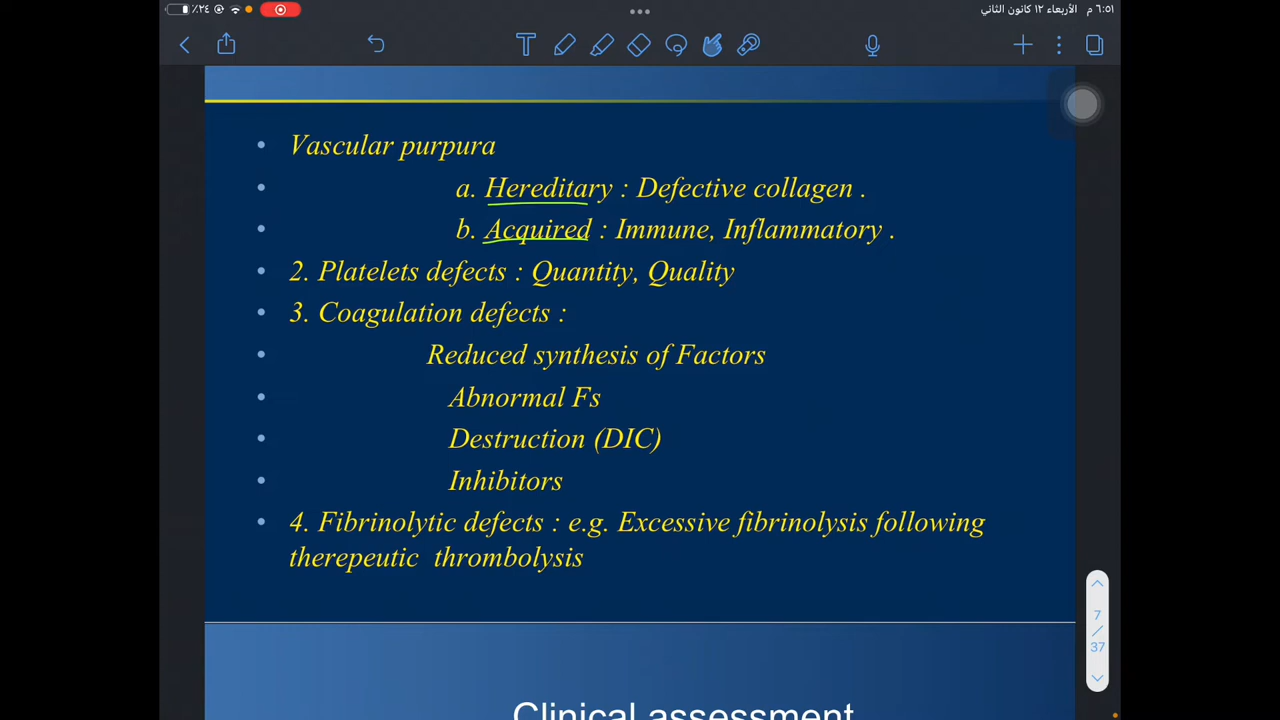 ٪٢٤
٦:٥١ م الأربعاء ١٢ كانون الثاني
T
• Vascular purpura
• a. Hereditary : Defective collagen .
• b. Acquired : Immune, Inflammatory .
• 2. Platelets defects : Quantity, Quality
• 3. Coagulation defects :
• Reduced synthesis of Factors
• Abnormal Fs
• Destruction (DIC)
• Inhibitors
• 4. Fibrinolytic defects : e.g. Excessive fibrinolysis following
therepeutic thrombolysis
7
/
37
Clinical assessment